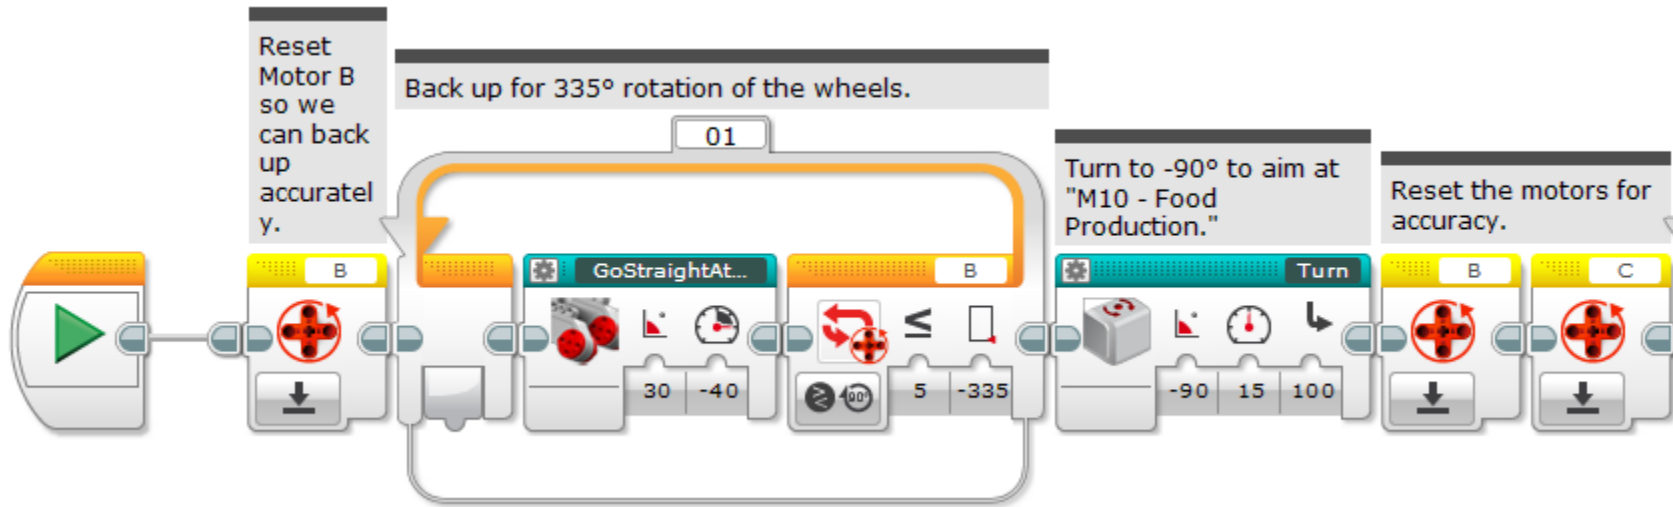 Reset
Motor B
so we
can back
up
accuratel
y.
Back up for 335º rotation of the wheels.
01
Turn to -90º to aim at
"M10 - Food
Production."
Reset the motors for
accuracy.
B
GoStraightAt...
B
Turn
B
C
30
-40
5
-335
-90
15
100